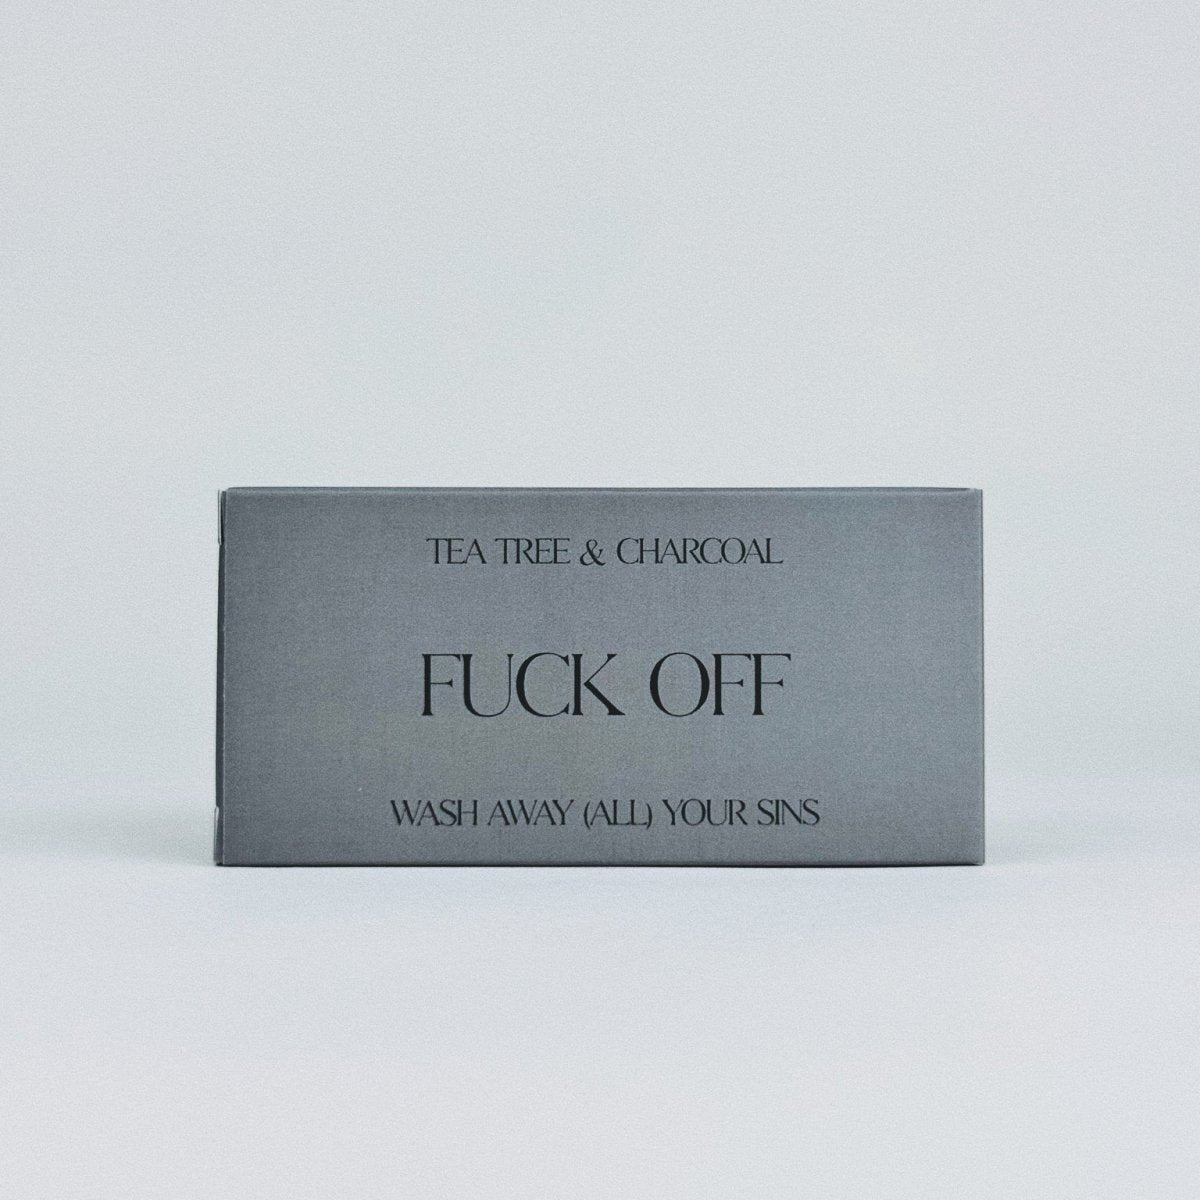 TEA TREE & CHARCOAL
FUCK OFF
WASH AWAY (ALL) YOUR SINS